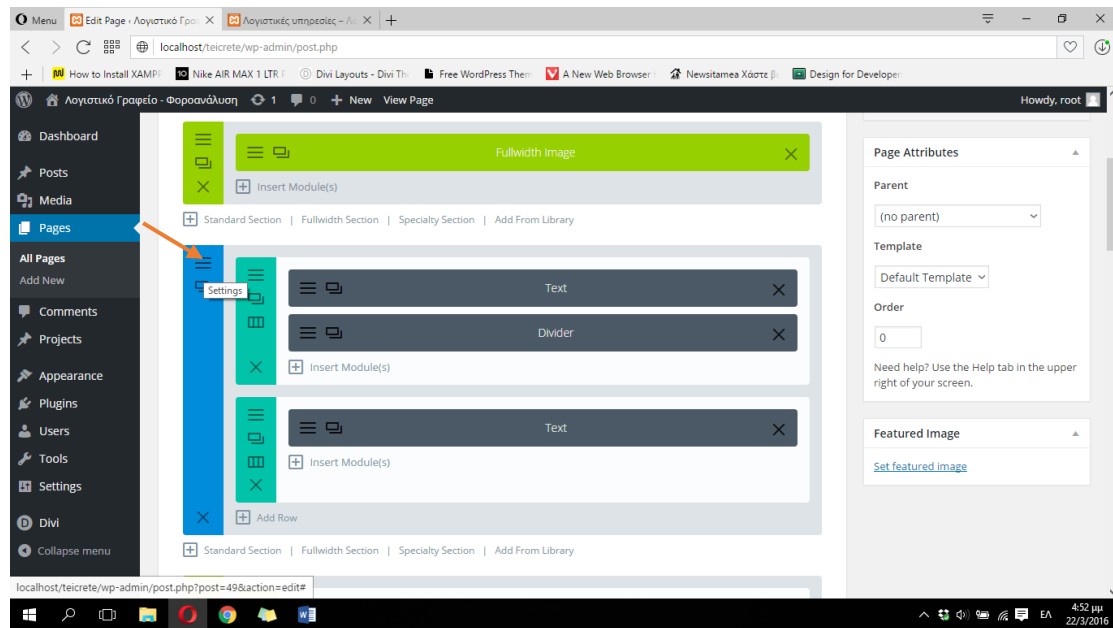 Menu
Edit Page ‹ Λογιστικό Γρα
Λογιστικές υπηρεσίες –
localhost/teicrete/wp-admin/post.php
How to Install XAMP
Nike AIR MAX 1 LTR
Divi Layouts - Divi Th
Free WordPress Them
A New Web Browser
Newsitamea Χάοτε β
Design for Developer
Λογιστικό Γραφείο - Φοροανάλυση
1
0
New
View Page
Howdy, root
Dashboard
Posts
Media
Pages
All Pages
Add New
Comments
Projects
Appearance
Plugins
Users
Tools
Settings
Divi
Collapse menu
Fullwidth Image
Insert Module(s)
Standard Section | Fullwidth Section | Specialty Section | Add From Library
Settings
Text
Divider
Insert Module(s)
Text
Insert Module(s)
Add Row
Standard Section | Fullwidth Section | Specialty Section | Add From Library
Page Attributes
Parent
(no parent)
Template
Default Template
Order
0
Need help? Use the Help tab in the upper
right of your screen.
Featured Image
Set featured image
localhost/teicrete/wp-admin/post.php?post=49&action=edit#
ΕΛ
4:52 μμ
22/3/2016